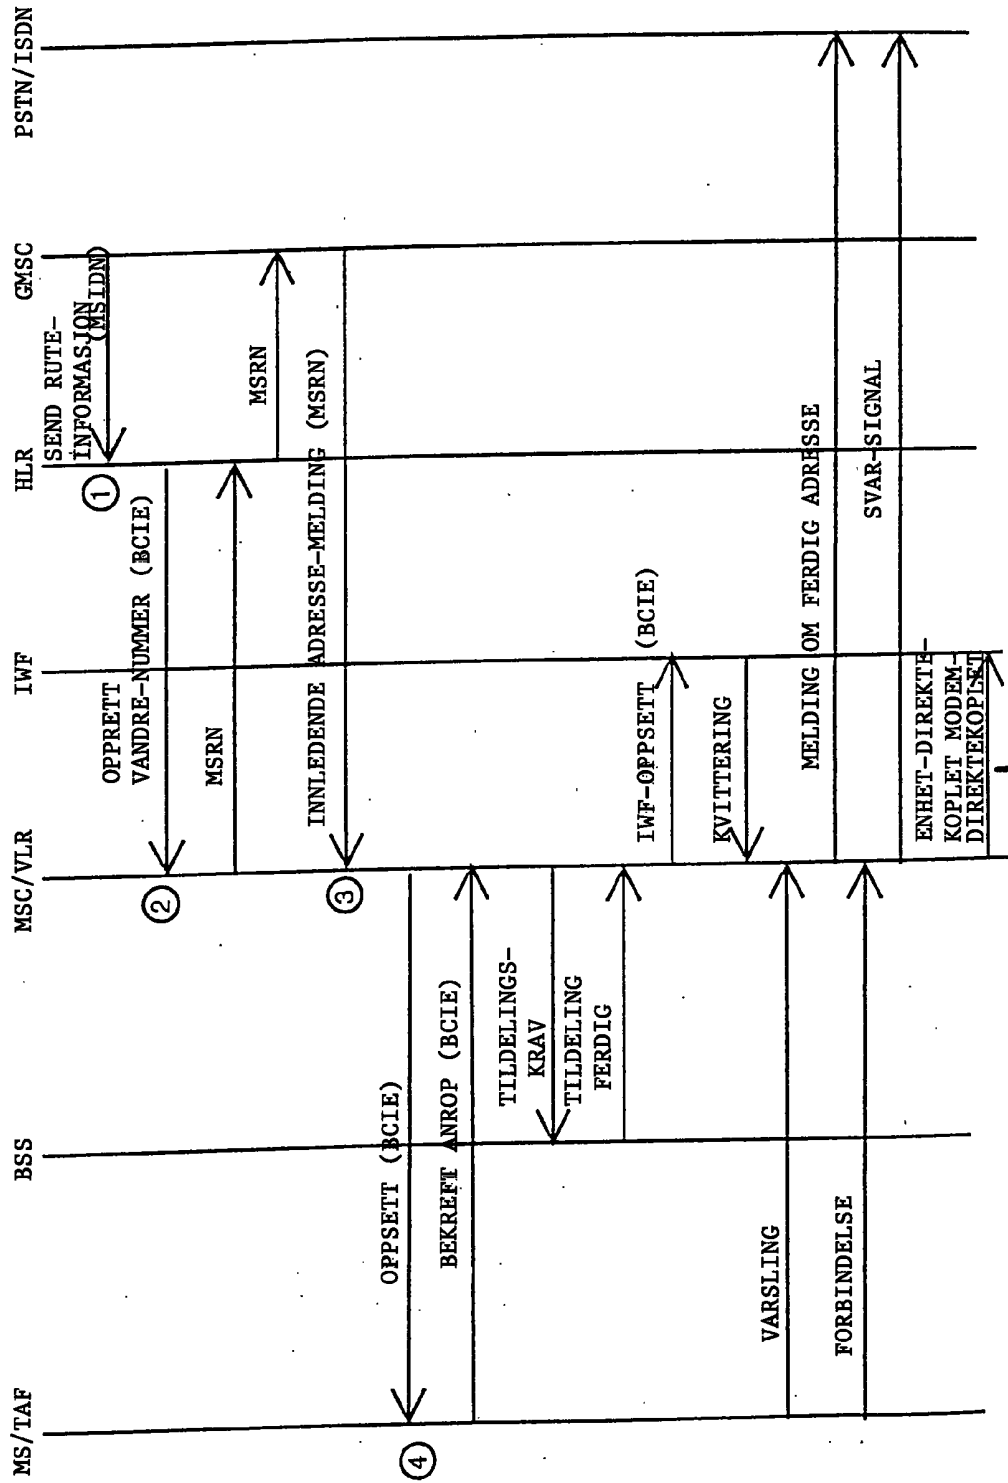 MS/TAF
BSS
MSC/VLR
IWF
HLR
GMSC
PSTN/ISDN
SEND RUTE-
INFORMASJON
(MSIDN)
1
OPPRETT
VANDRE-NUMMER (BCIE)
2
MSRN
MSRN
INNLEDENDE ADRESSE-MELDING (MSRN)
3
OPPSETT (BCIE)
4
BEKREFT ANROP (BCIE)
TILDELINGS-
KRAV
TILDELING
FERDIG
IWF-OPPSETT (BCIE)
KVITTERING
VARSLING
MELDING OM FERDIG ADRESSE
FORBINDELSE
SVAR-SIGNAL
ENHET-DIREKTE-
KOPLET MODEM-
DIREKTEKOPLET